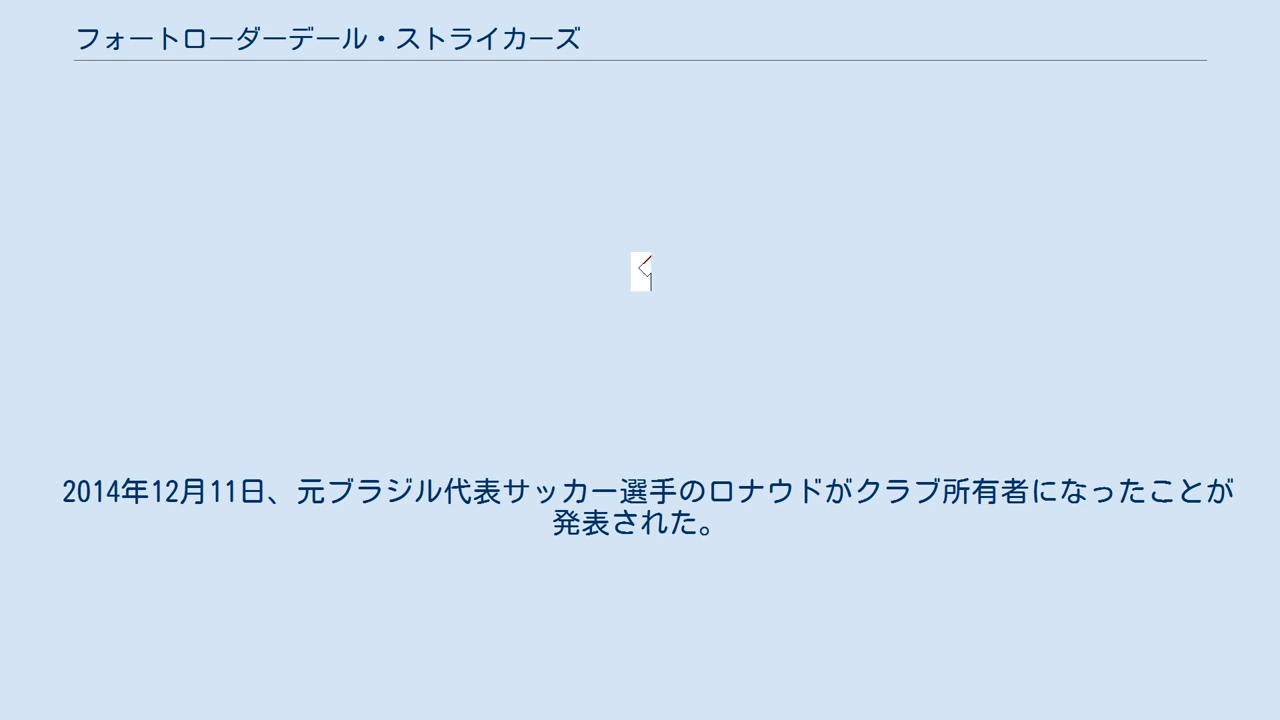 フォートローダーデール・ストライカーズ
2014年12月11日、元ブラジル代表サッカー選手のロナウドがクラブ所有者になったことが
発表された。